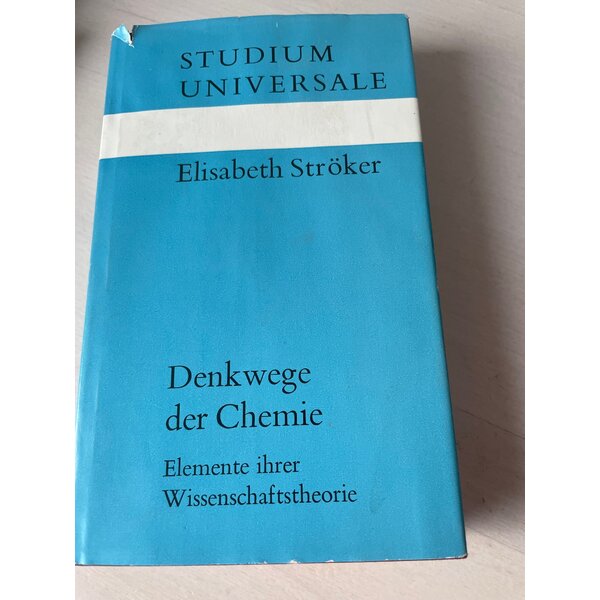 STUDIUM
UNIVERSALE
Elisabeth Ströker
Denkwege
der Chemie
Elemente ihrer
Wissenschaftstheorie